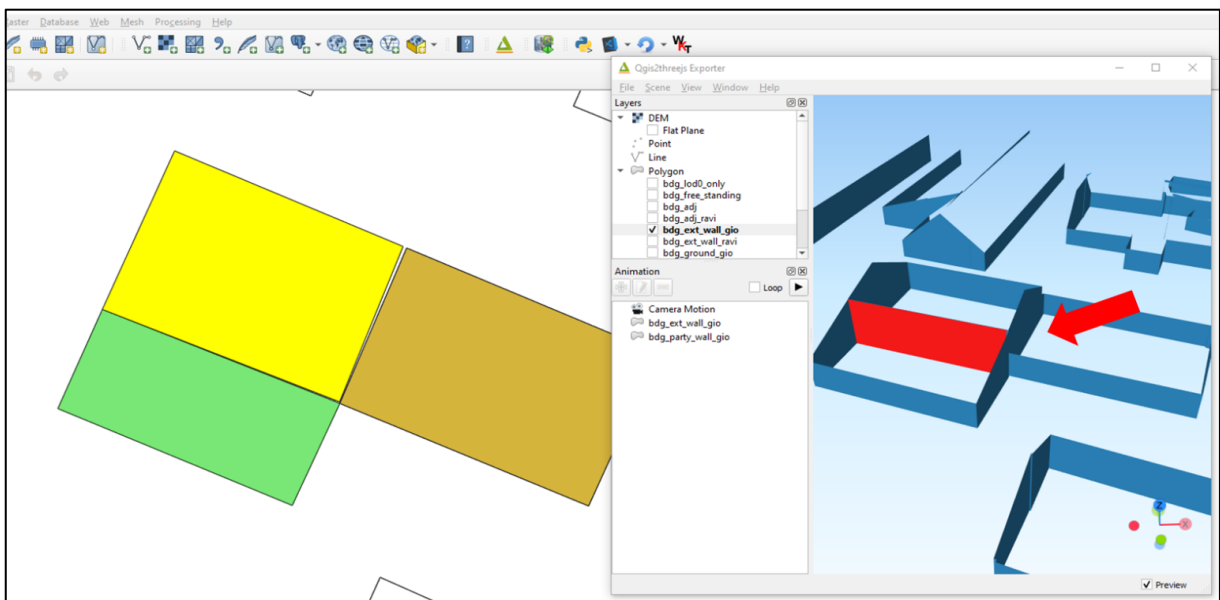 Database Web Mesh Processing Help
WKT
Qgis2threejs Exporter
File Scene View Window Help
Layers
DEM
Flat Plane
Point
Line
Polygon
bdg_lod0_only
bdg_free_standing
bdg_adj
bdg_adj_ravi
bdg_ext_wall_gio
bdg_ext_wall_ravi
bdg_ground_gio
Animation
Loop
Camera Motion
bdg_ext_wall_gio
bdg_party_wall_gio
Z
X
Preview